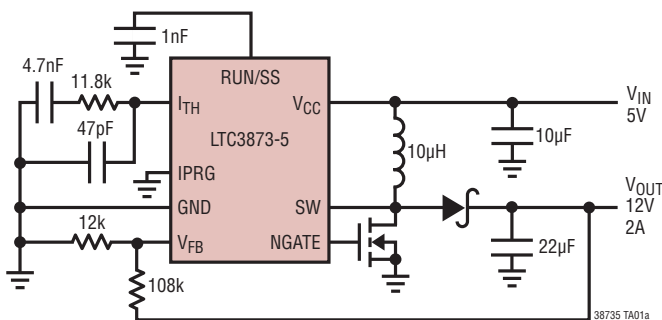 1nF
4.7nF
11.8k
RUN/SS
ITH
VCC
VIN
5V
47pF
LTC3873-5
10µH
10µF
IPRG
VOUT
12V
2A
GND
SW
12k
VFB
NGATE
22µF
108k
38735 TA01a